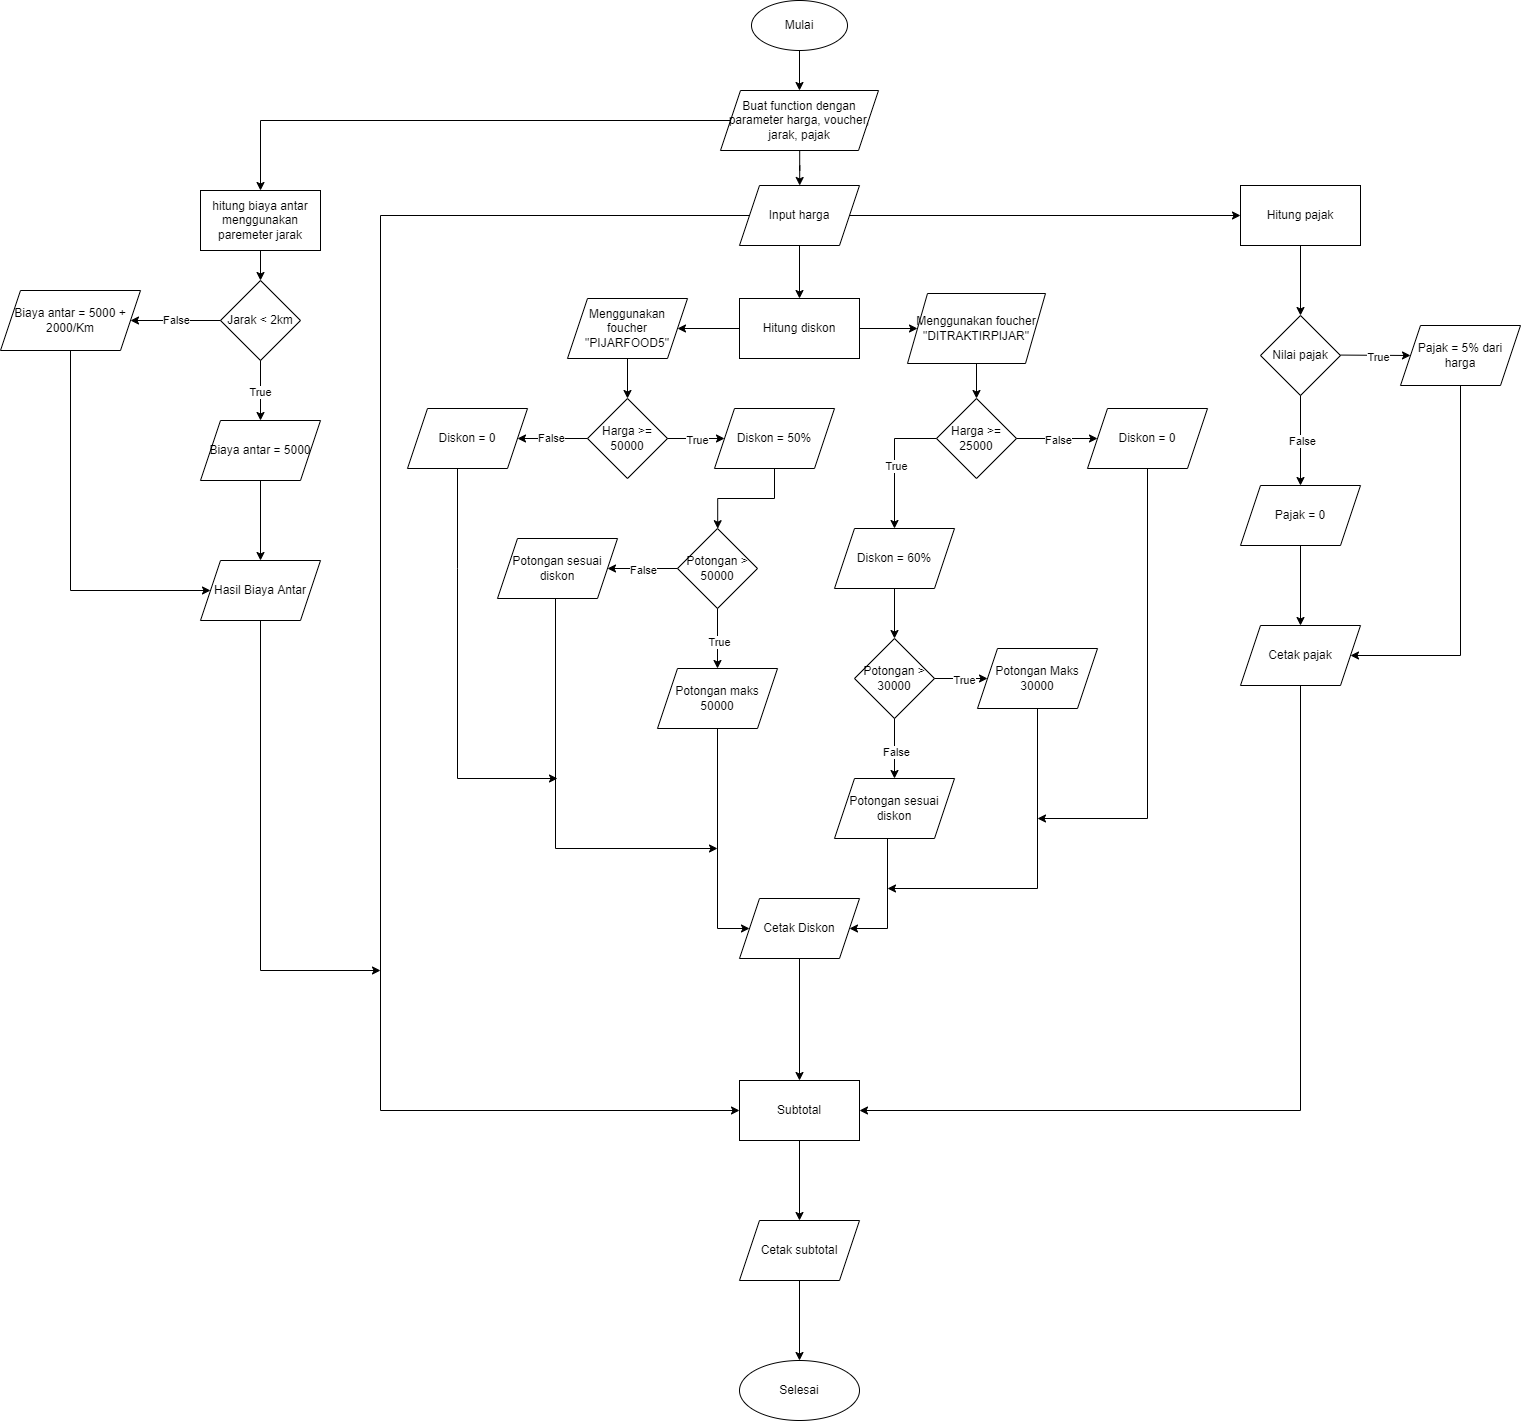 Mulai
Buat function dengan
parameter harga, voucher,
jarak, pajak
hitung biaya antar
menggunakan
paremeter jarak
Input harga
Hitung pajak
Biaya antar = 5000 +
2000/Km
False
Jarak < 2km
True
Biaya antar = 5000
Hasil Biaya Antar
Menggunakan
foucher
"PIJARFOOD5"
Hitung diskon
Menggunakan foucher
"DITRAKTIRPIJAR"
Nilai pajak
True
Pajak = 5% dari
harga
False
Pajak = 0
Cetak pajak
Diskon = 0
False
Harga >=
50000
True
Diskon = 50%
Harga >=
25000
False
Diskon = 0
True
Potongan sesuai
diskon
False
Potongan >
50000
True
Potongan maks
50000
Diskon = 60%
Potongan >
30000
True
Potongan Maks
30000
False
Potongan sesuai
diskon
Cetak Diskon
Subtotal
Cetak subtotal
Selesai